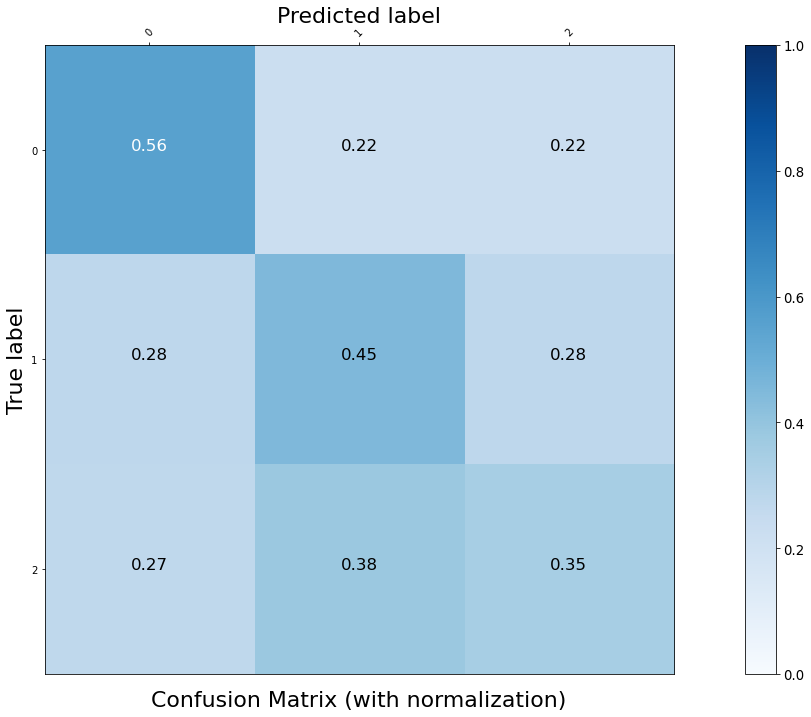 Predicted label
0 1 2
1.0
0 0.56 0.22 0.22
0.8
0.6
True label
1 0.28 0.45 0.28
0.4
2 0.27 0.38 0.35
0.2
0.0
Confusion Matrix (with normalization)